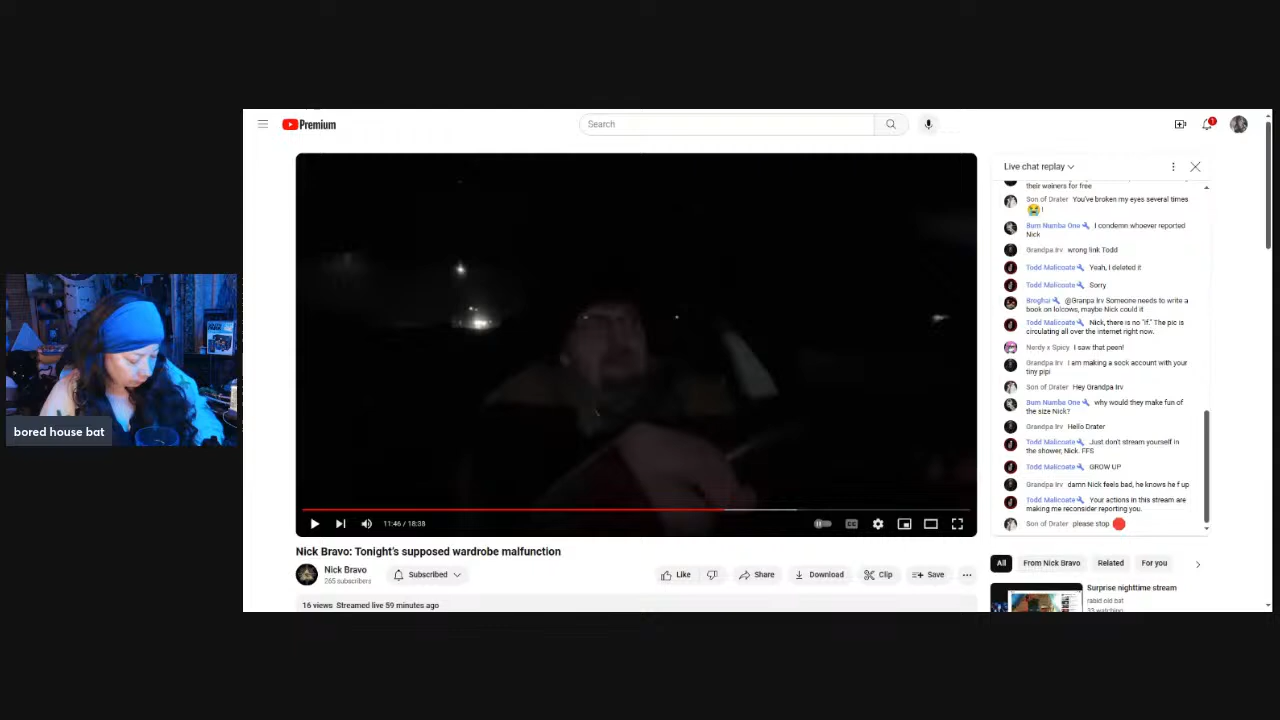 Premium
Search
1
Live chat replay
their weiners for free
Son of Drater You've broken my eyes several times
!
Bum Numba One I condemn whoever reported
Nick
Grandpa Irv wrong link Todd
Todd Malicoate Yeah, I deleted it
Todd Malicoate Sorry
Breghai @Granpa Irv Someone needs to write a
book on lolcows, maybe Nick could it
Todd Malicoate Nick, there is no "if." The pic is
circulating all over the internet right now.
Nerdy x Spicy I saw that peen!
Grandpa Irv I am making a sock account with your
tiny pipi
Son of Drater Hey Grandpa Irv
Bum Numba One why would they make fun of
the size Nick?
Grandpa Irv Hello Drater
Todd Malicoate Just don't stream yourself in
the shower, Nick. FFS
Todd Malicoate GROW UP
Grandpa Irv damn Nick feels bad, he knows he f up
Todd Malicoate Your actions in this stream are
making me reconsider reporting you.
Son of Drater please stop
bored house bat
11:46 / 18:38
CC
Nick Bravo: Tonight's supposed wardrobe malfunction
Nick Bravo
265 subscribers
Subscribed
Like
Share
Download
Clip
Save
16 views Streamed live 59 minutes ago
All
From Nick Bravo
Related
For you
Surprise nighttime stream
rabid old bat
33 watching